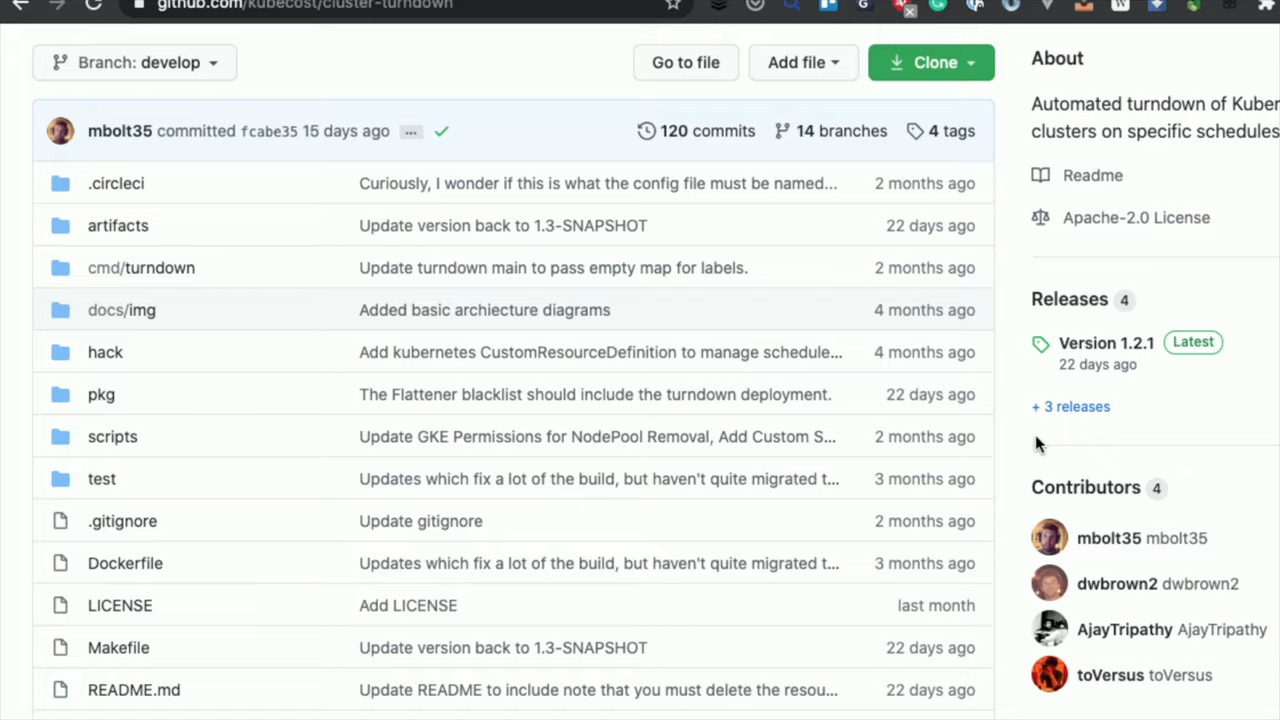 github.com/kubecost/cluster-turndown
Branch: develop
Go to file
Add file
Clone
mbolt35 committed fcabe35 15 days ago ...
120 commits
14 branches
4 tags
.circleci Curiously, I wonder if this is what the config file must be named... 2 months ago
artifacts Update version back to 1.3-SNAPSHOT 22 days ago
cmd/turndown Update turndown main to pass empty map for labels. 2 months ago
docs/img Added basic archiecture diagrams 4 months ago
hack Add kubernetes CustomResourceDefinition to manage schedule... 4 months ago
pkg The Flattener blacklist should include the turndown deployment. 22 days ago
scripts Update GKE Permissions for NodePool Removal, Add Custom S... 2 months ago
test Updates which fix a lot of the build, but haven't quite migrated t... 3 months ago
.gitignore Update gitignore 2 months ago
Dockerfile Updates which fix a lot of the build, but haven't quite migrated t... 3 months ago
LICENSE Add LICENSE last month
Makefile Update version back to 1.3-SNAPSHOT 22 days ago
README.md Update README to include note that you must delete the resou... 22 days ago
About
Automated turndown of Kuber
clusters on specific schedules
Readme
Apache-2.0 License
Releases 4
Version 1.2.1 Latest
22 days ago
+ 3 releases
Contributors 4
mbolt35 mbolt35
dwbrown2 dwbrown2
AjayTripathy AjayTripathy
toVersus toVersus